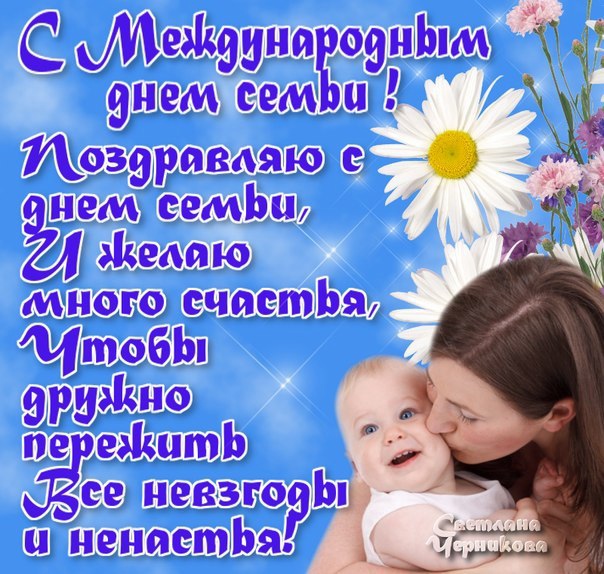 С Международным
днем семьи !
Поздравляю с
днем семьи,
И желаю
много счастья,
Чтобы
дружно
пережить
Все невзгоды
и ненастья!
Светлана
Черникова